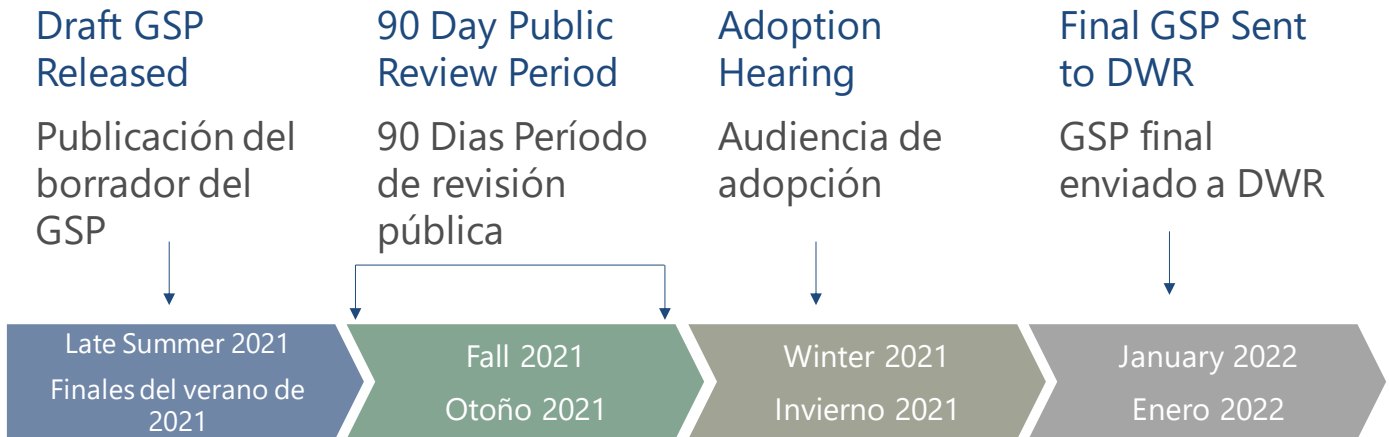 Draft GSP
Released
Publicación del
borrador del
GSP
90 Day Public
Review Period
90 Dias Período
de revisión
pública
Adoption
Hearing
Audiencia de
adopción
Final GSP Sent
to DWR
GSP final
enviado a DWR
Late Summer 2021
Finales del verano de
2021
Fall 2021
Otoño 2021
Winter 2021
Invierno 2021
January 2022
Enero 2022